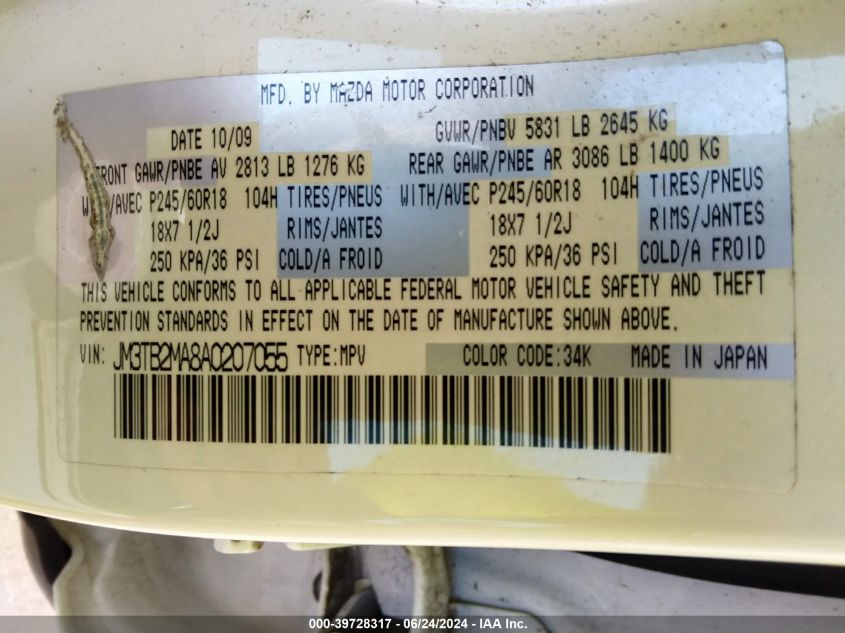 MFD. BY MAZDA MOTOR CORPORATION
DATE 10/09 GVWR/PNBV 5831 LB 2645 KG
FRONT GAWR/PNBE AV 2813 LB 1276 KG REAR GAWR/PNBE AR 3086 LB 1400 KG
WITH/AVEC P245/60R18 104H TIRES/PNEUS WITH/AVEC P245/60R18 104H TIRES/PNEUS
18X7 1/2J RIMS/JANTES 18X7 1/2J RIMS/JANTES
250 KPA/36 PSI COLD/A FROID 250 KPA/36 PSI COLD/A FROID
THIS VEHICLE CONFORMS TO ALL APPLICABLE FEDERAL MOTOR VEHICLE SAFETY AND THEFT
PREVENTION STANDARDS IN EFFECT ON THE DATE OF MANUFACTURE SHOWN ABOVE.
VIN: JM3TB2MA8A0207055 TYPE:MPV COLOR CODE:34K MADE IN JAPAN
000-39728317 - 06/24/2024 - IAA Inc.